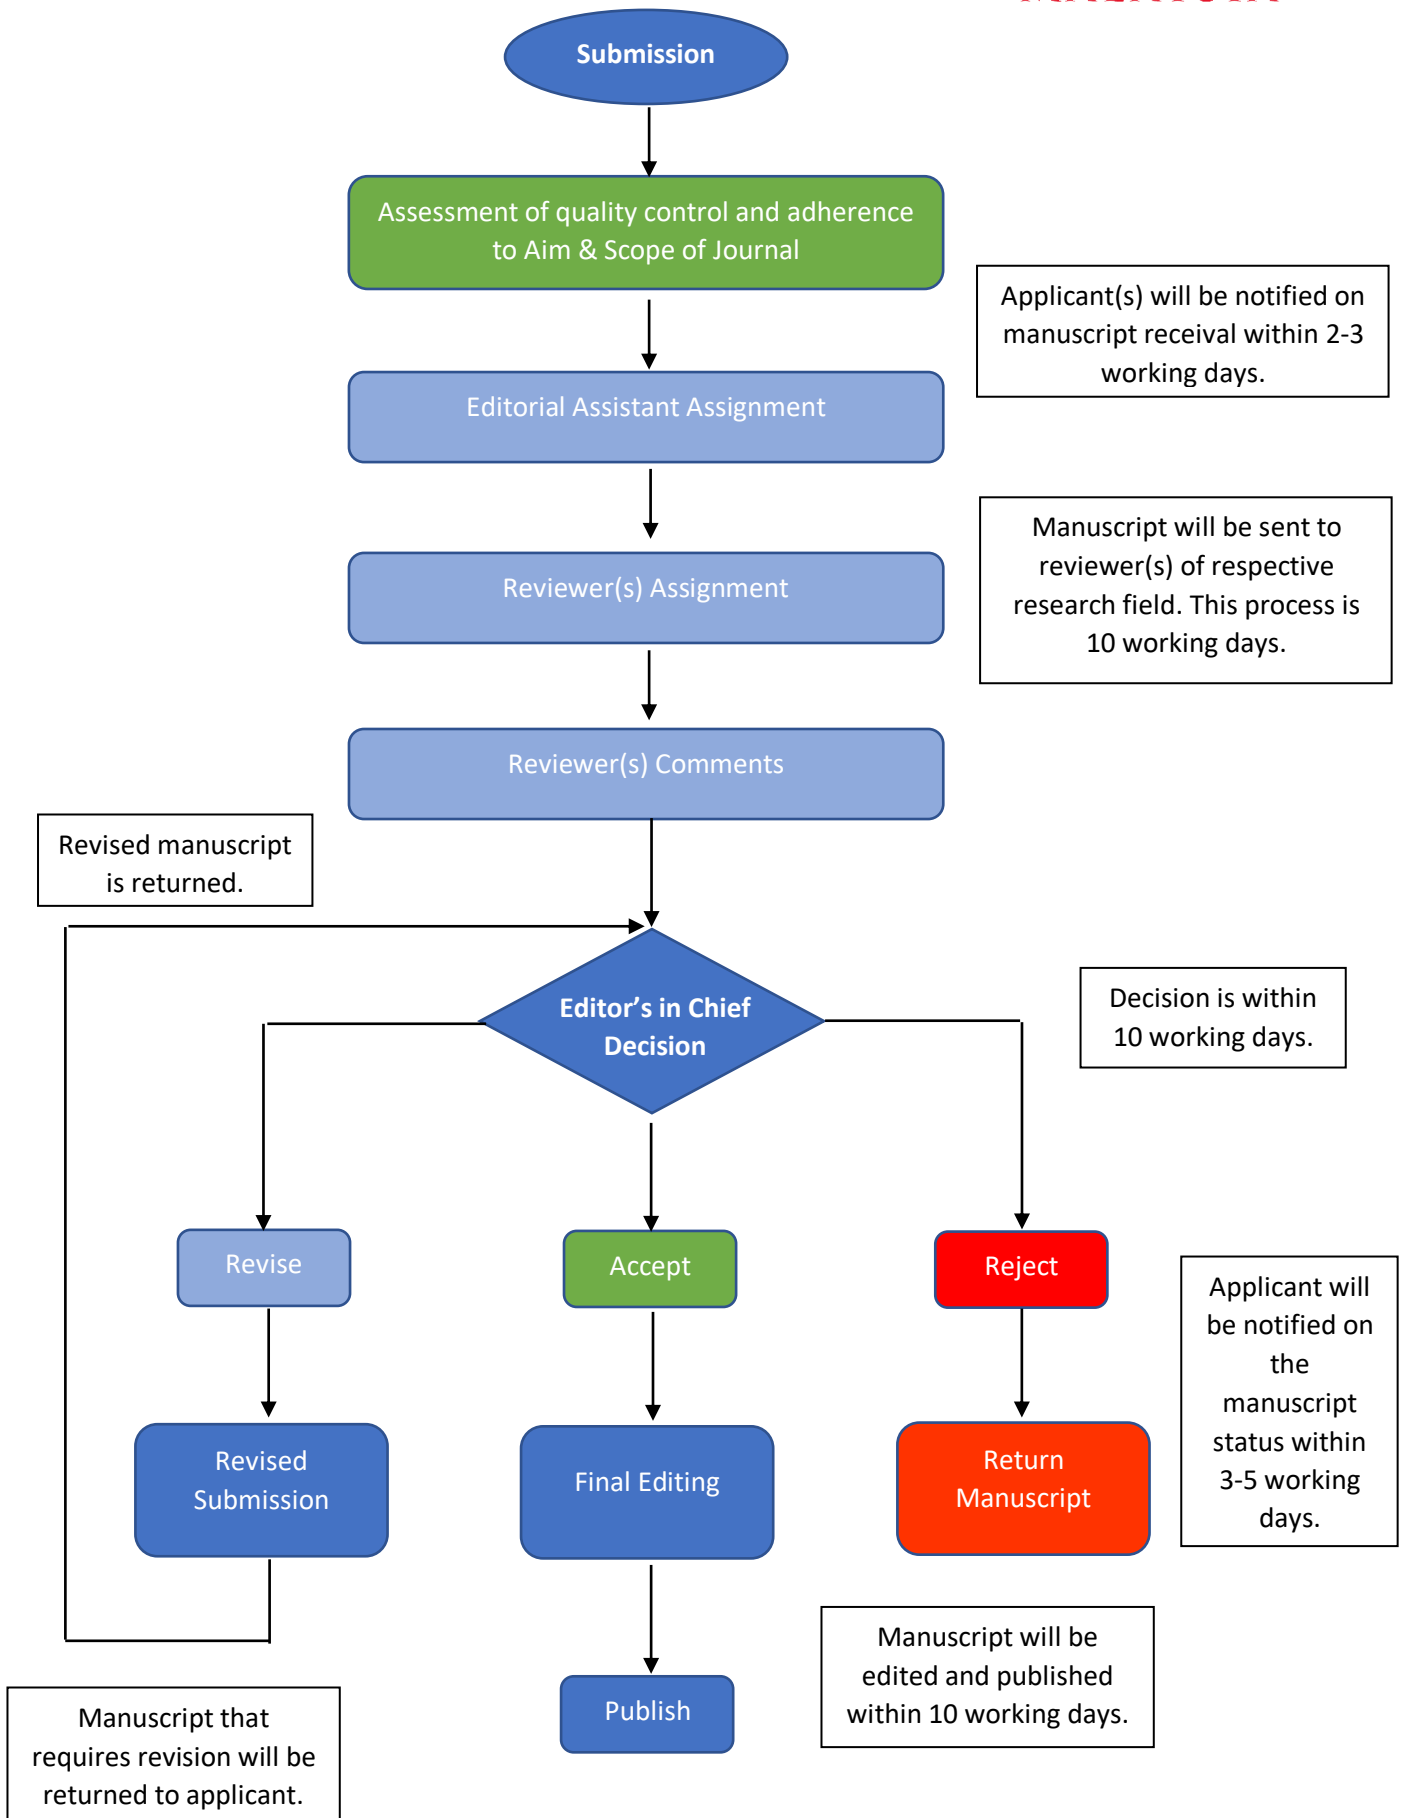 Submission
Assessment of quality control and adherence
to Aim & Scope of Journal
Applicant(s) will be notified on
manuscript receival within 2-3
working days.
Editorial Assistant Assignment
Manuscript will be sent to
reviewer(s) of respective
research field. This process is
10 working days.
Reviewer(s) Assignment
Reviewer(s) Comments
Revised manuscript
is returned.
Editor’s in Chief
Decision
Decision is within
10 working days.
Revise
Accept
Reject
Applicant will
be notified on
the
manuscript
status within
3-5 working
days.
Revised
Submission
Final Editing
Return
Manuscript
Manuscript will be
edited and published
within 10 working days.
Publish
Manuscript that
requires revision will be
returned to applicant.